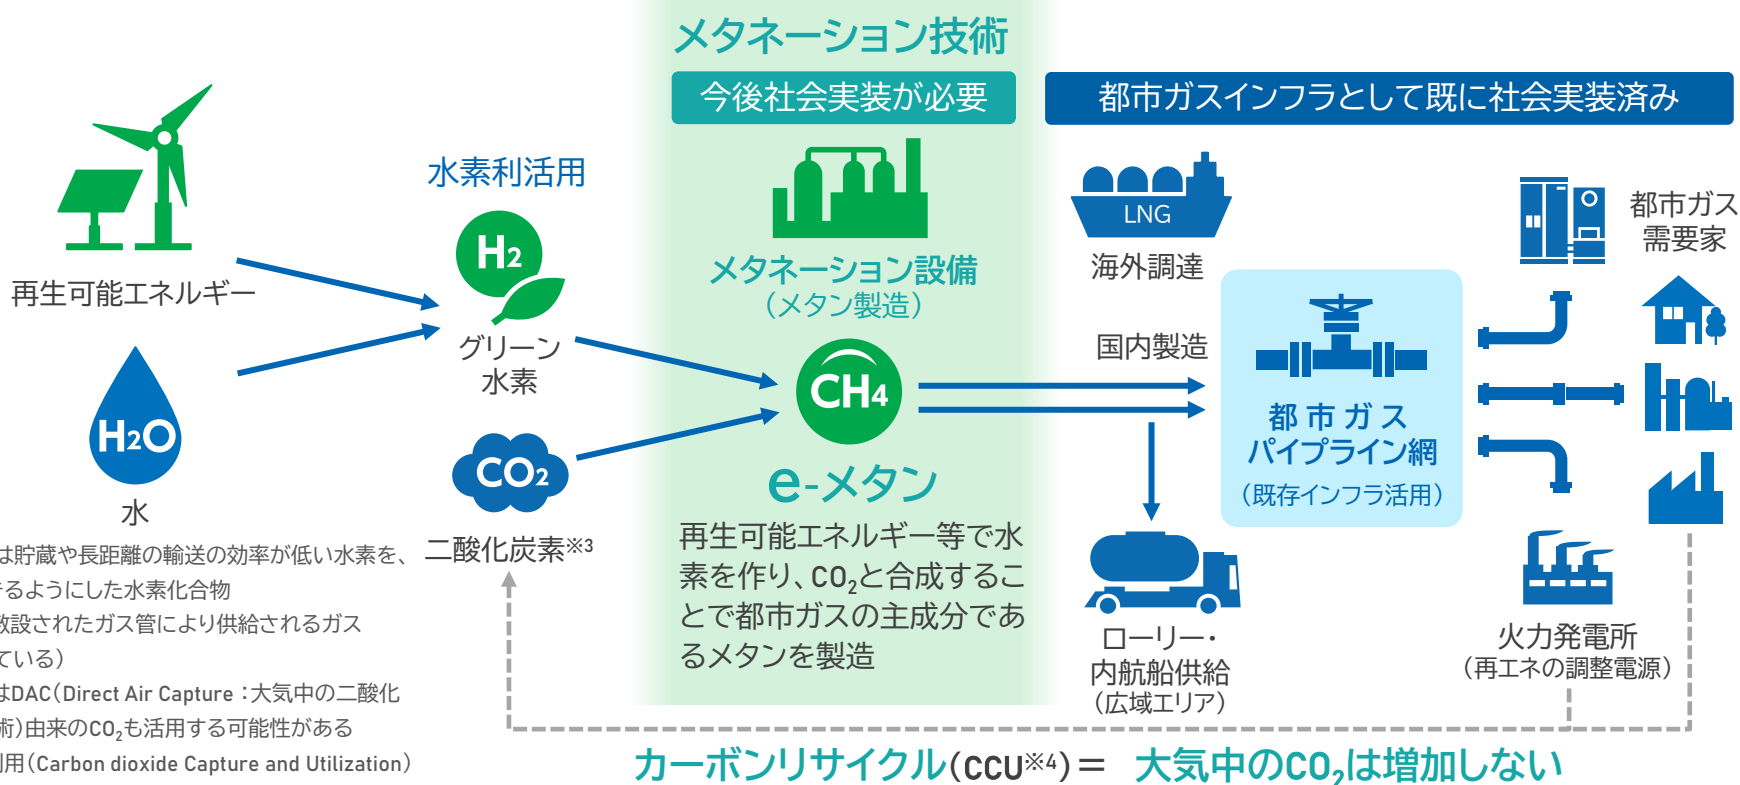 メタネーション技術
今後社会実装が必要
都市ガスインフラとして既に社会実装済み
再生可能エネルギー
H2O
水
水素利活用
H2
グリーン
水素
CO2
二酸化炭素※3
メタネーション設備
（メタン製造）
CH4
e-メタン
再生可能エネルギー等で水
素を作り、CO2と合成するこ
とで都市ガスの主成分であ
るメタンを製造
LNG
海外調達
国内製造
都市ガス
パイプライン網
（既存インフラ活用）
都市ガス
需要家
ローリー・
内航船供給
（広域エリア）
火力発電所
（再エネの調整電源）
は貯蔵や長距離の輸送の効率が低い水素を、
るようにした水素化合物
敷設されたガス管により供給されるガス
ている）
はDAC（Direct Air Capture：大気中の二酸化
術）由来のCO2も活用する可能性がある
利用（Carbon dioxide Capture and Utilization）
カーボンリサイクル（CCU※4）＝ 大気中のCO2は増加しない